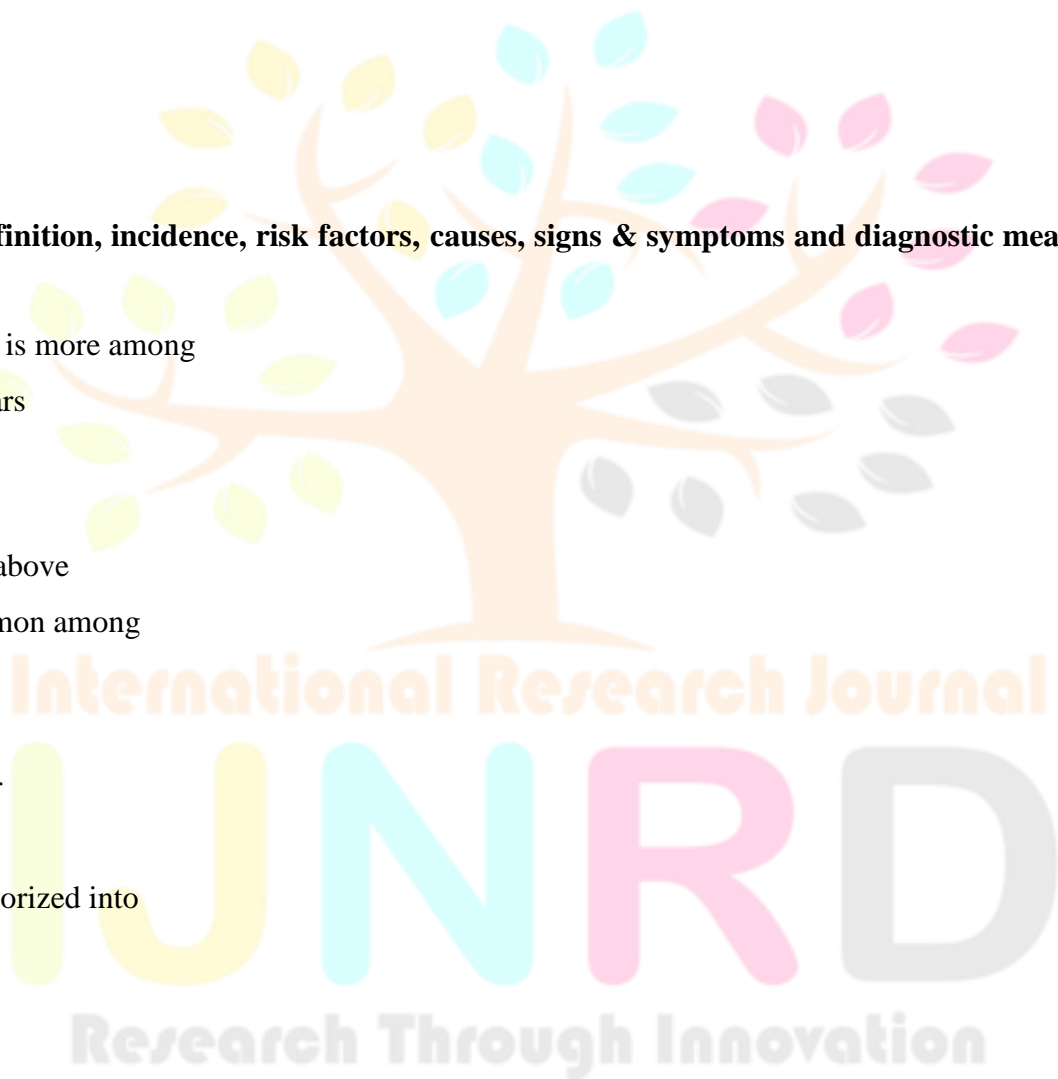 finition, incidence, risk factors, causes, signs & symptoms and diagnostic mea
is more among
ars
above
mon among
International Research Journal
.
orized into
IJNRD
Research Through Innovation